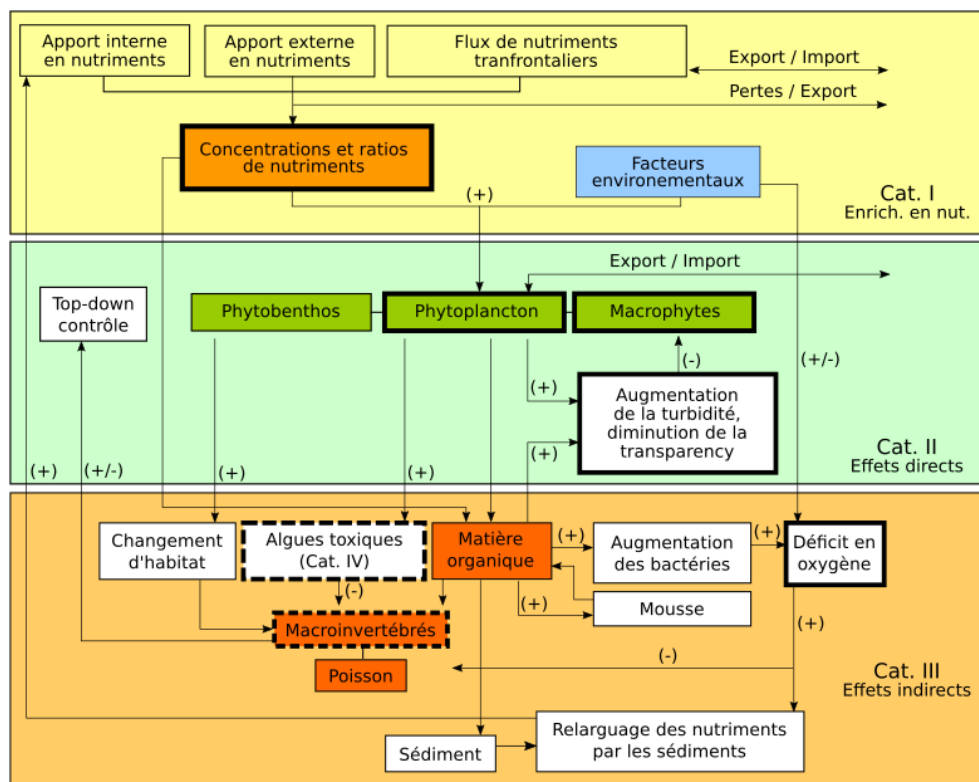 Apport interne
en nutriments
Apport externe
en nutriments
Flux de nutriments
tranfrontaliers
Export / Import
Pertes / Export
Concentrations et ratios
de nutriments
Facteurs
environementaux
(+)
Cat. I
Enrich. en nut.
Export / Import
Top-down
contrôle
Phytobenthos
Phytoplancton
Macrophytes
(-)
(+/-)
(+)
Augmentation
de la turbidité,
diminution de la
transparency
(+)
Cat. II
Effets directs
(+)
(+/-)
(+)
(+)
Changement
d'habitat
Algues toxiques
(Cat. IV)
Matière
organique
(+)
Augmentation
des bactéries
(+)
Déficit en
oxygène
(-)
(+)
Mousse
Macroinvertébrés
(+)
Poisson
(-)
Cat. III
Effets indirects
Sédiment
Relarguage des nutriments
par les sédiments